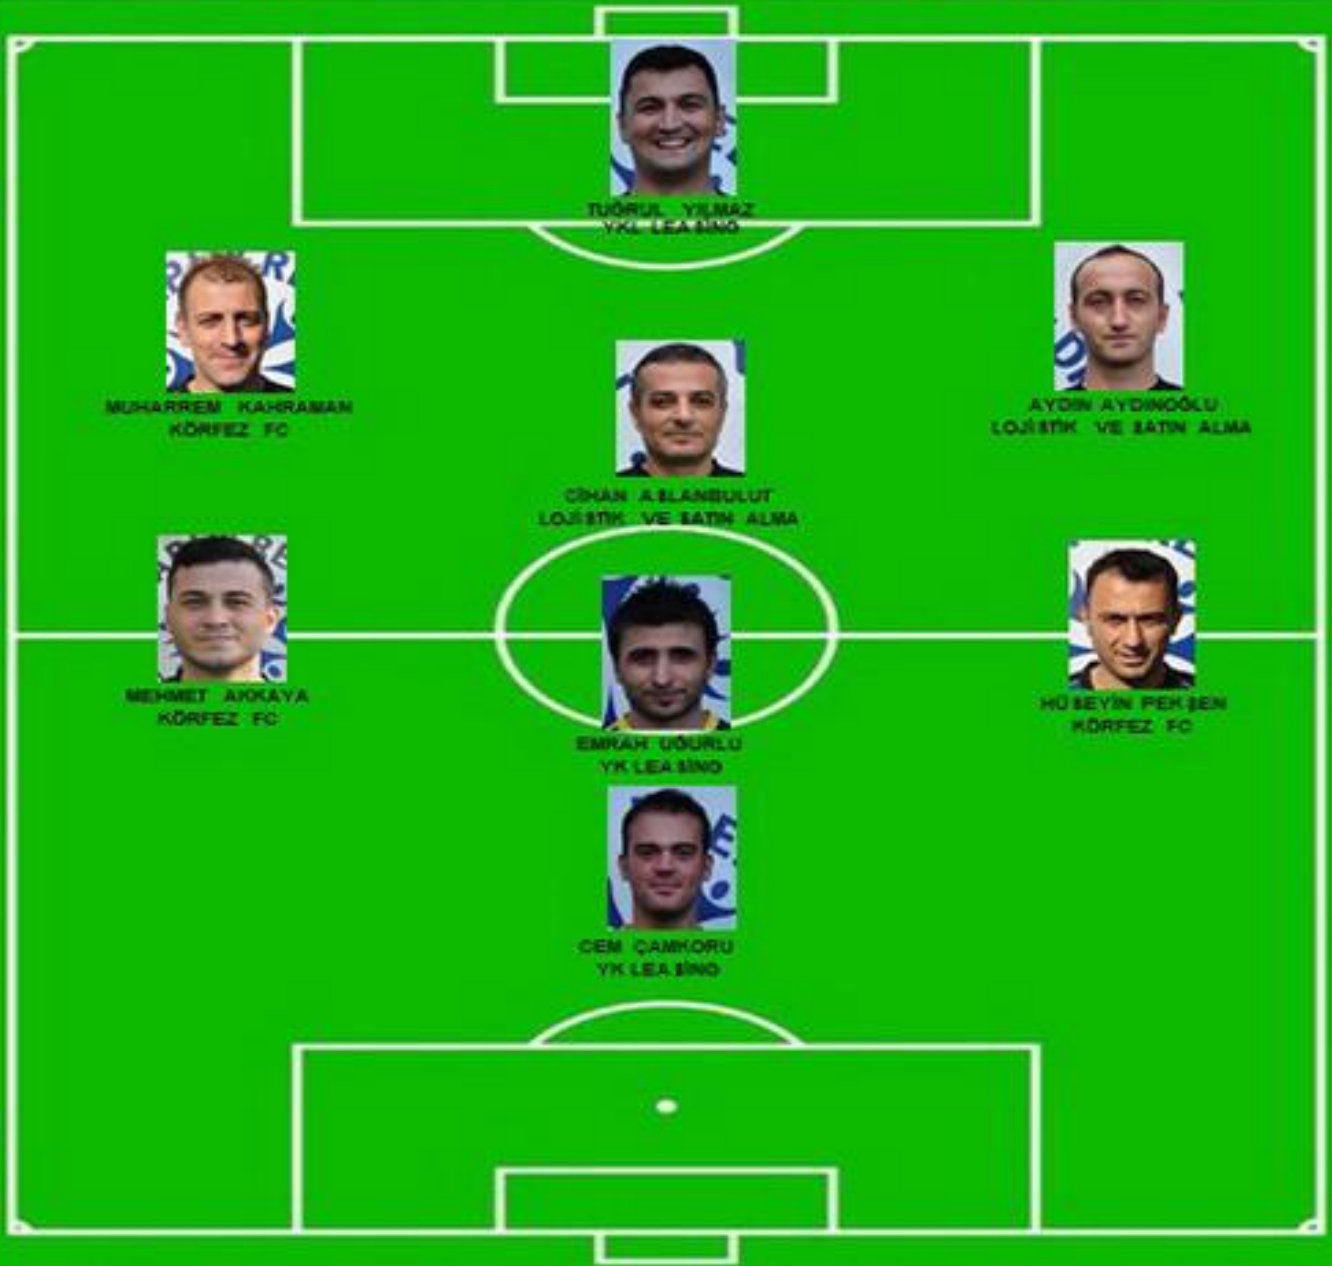 TUĞRUL YILMAZ
YKL LEASİNG
MUHARREM KAHRAMAN
KÖRFEZ FC
AYDIN AYDINOĞLU
LOJİSTİK VE SATIN ALMA
CİHAN ASLANBULUT
LOJİSTİK VE SATIN ALMA
MEHMET AKKAYA
KÖRFEZ FC
EMRAH UĞURLU
YK LEASİNG
HÜSEYİN PEKŞEN
KÖRFEZ FC
CEM ÇAMKORU
YK LEASİNG